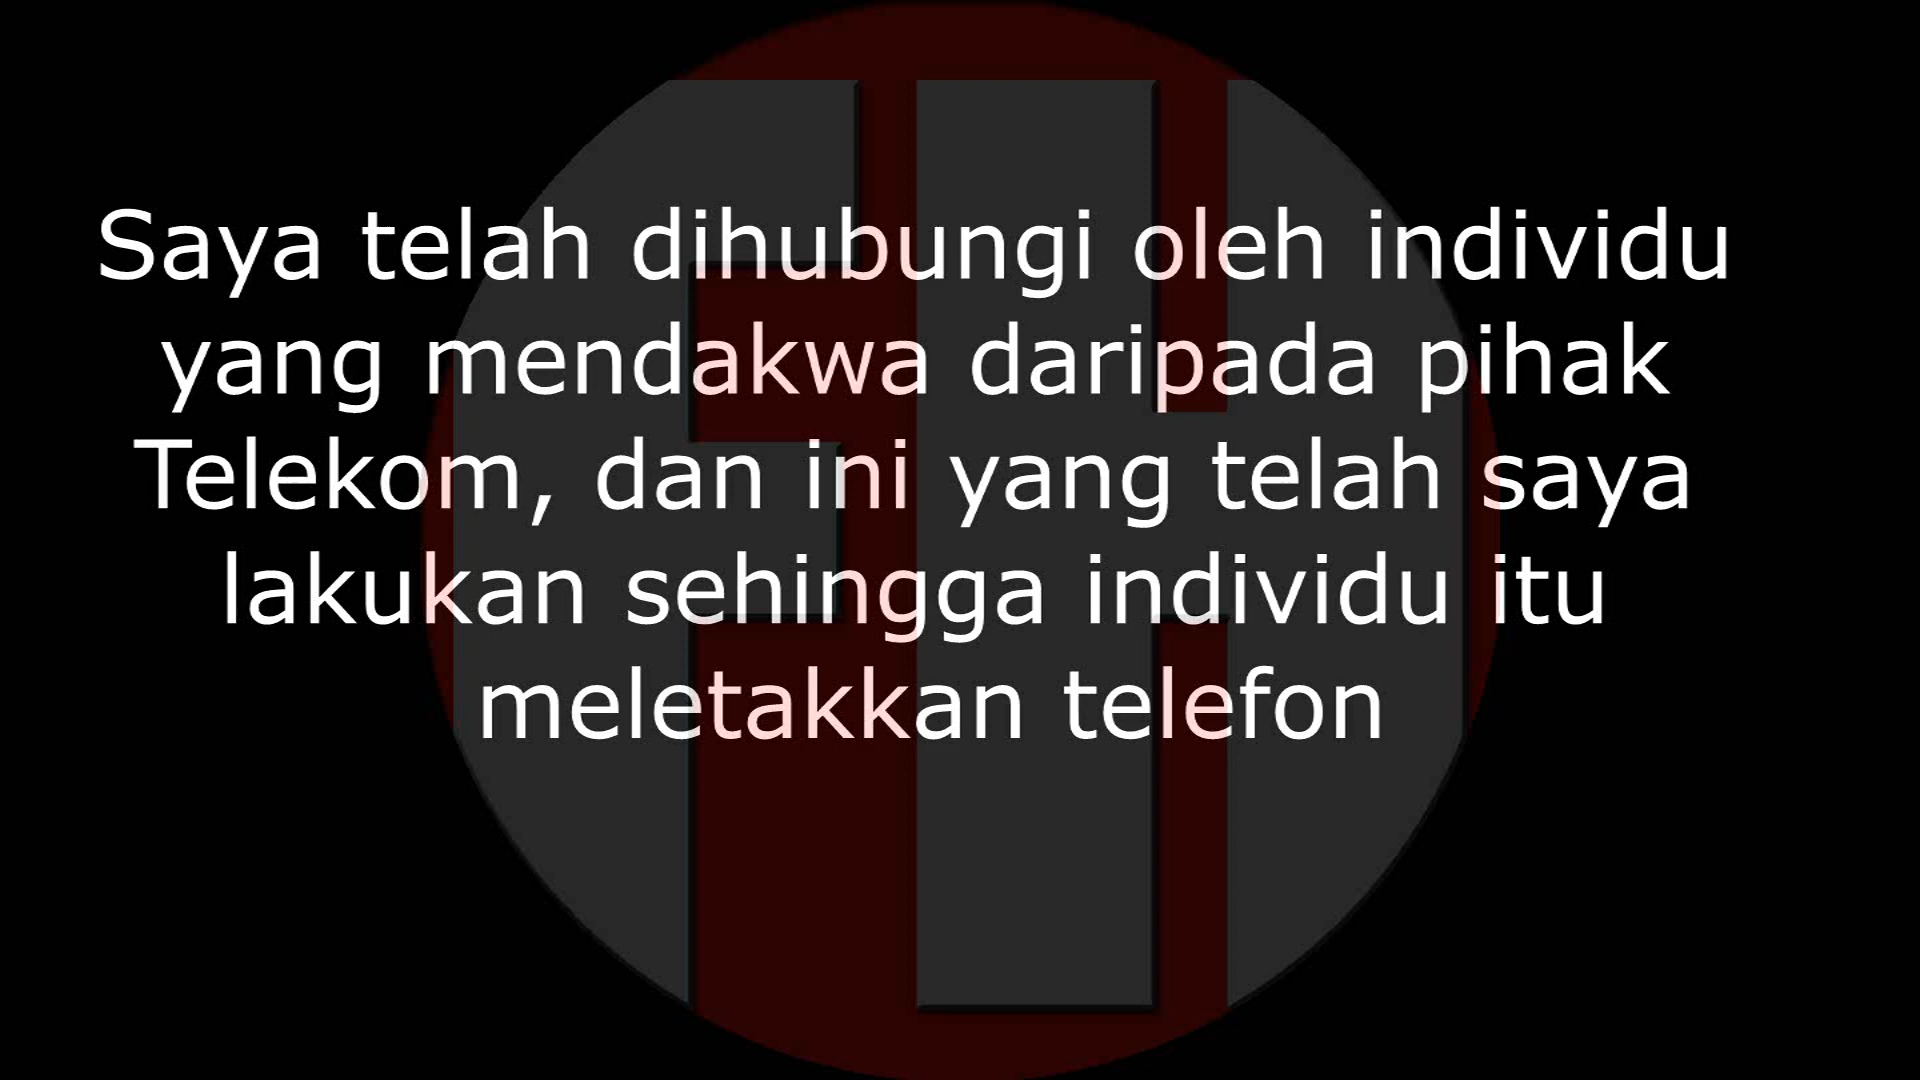 Saya telah dihubungi oleh individu
yang mendakwa daripada pihak
Telekom, dan ini yang telah saya
lakukan sehingga individu itu
meletakkan telefon